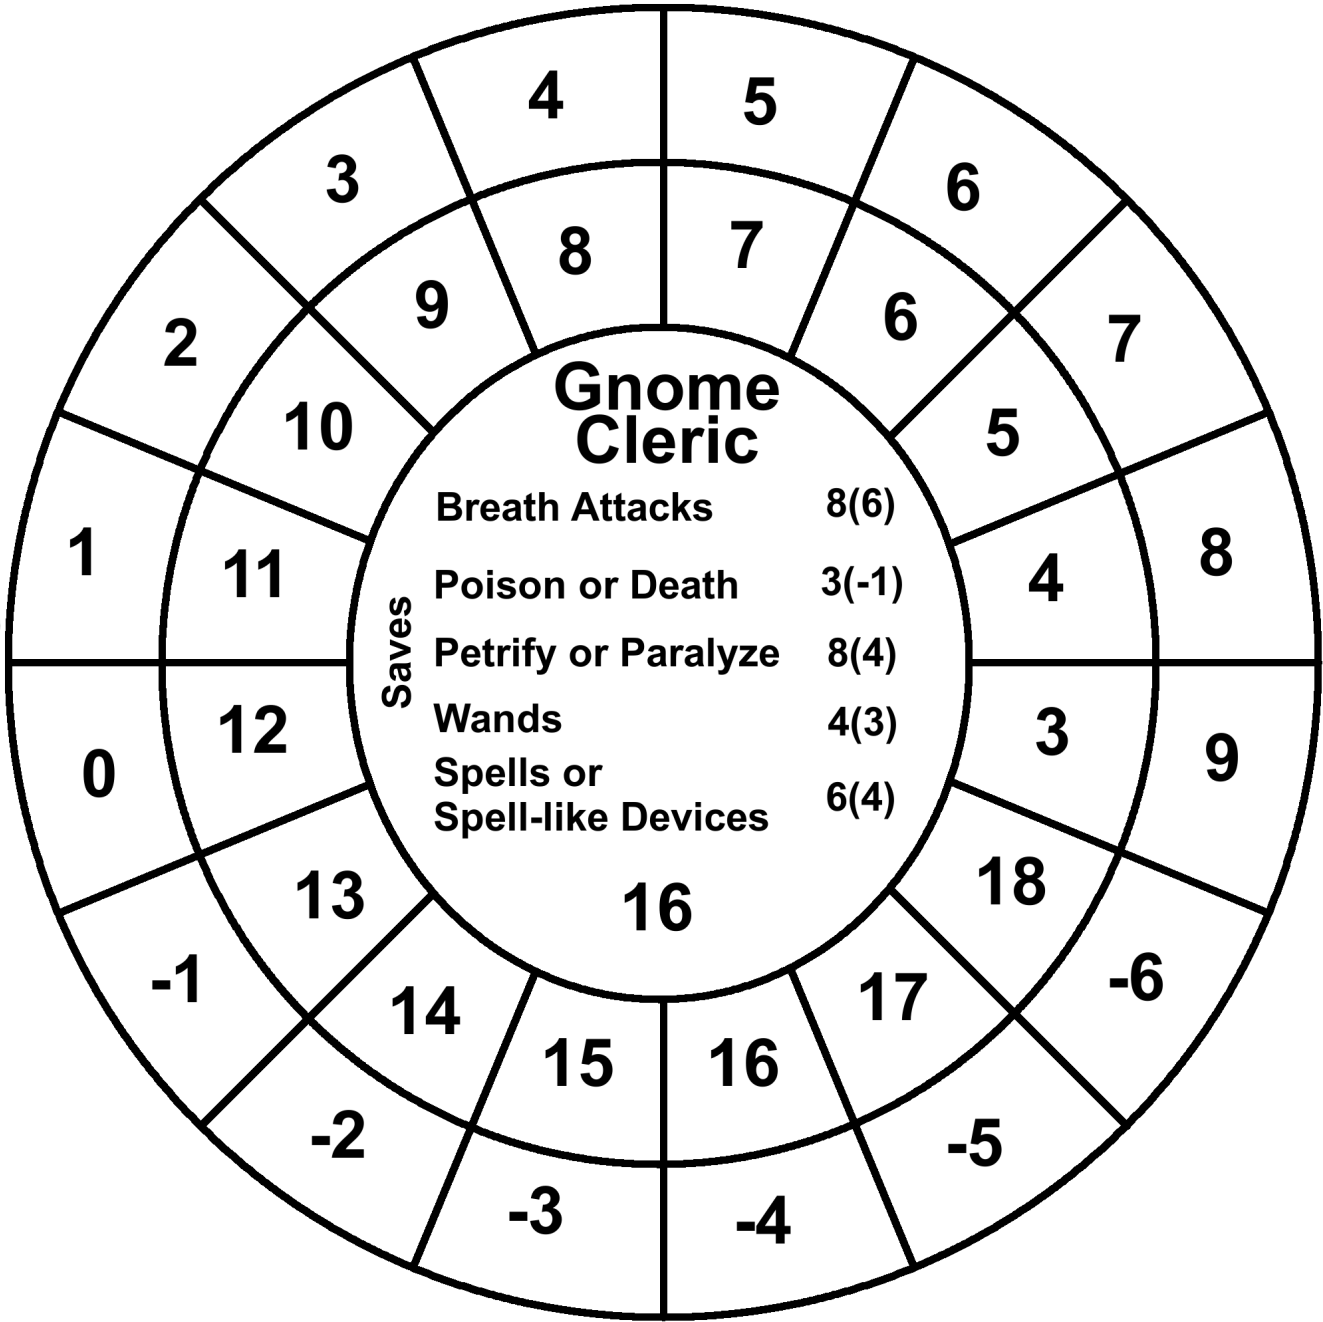 4 5
3 6
8 7
9 6
2 7
10 5
Gnome
Cleric
Breath Attacks 8(6)
1 8
11 4
Poison or Death 3(-1)
Saves
Petrify or Paralyze 8(4)
Wands 4(3)
12 3
0 9
Spells or
Spell-like Devices 6(4)
13 18
16
-1 -6
14 17
15 16
-2 -5
-3 -4